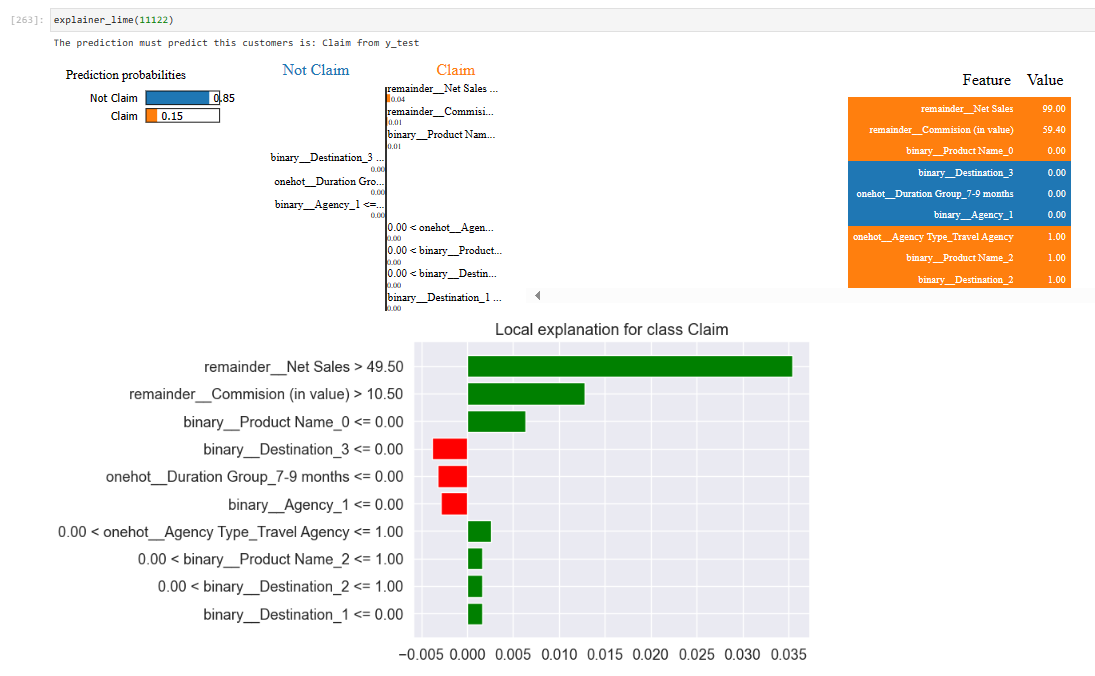 [263]: explainer_lime(11122)
The prediction must predict this customers is: Claim from y_test
Prediction probabilities
Not Claim 0.85
Claim 0.15
Not Claim Claim
remainder__Net Sales ...
0.04
remainder__Commisi...
0.01
binary__Product Nam...
0.01
binary__Destination_3 ...
0.00
onehot__Duration Gro...
0.00
binary__Agency_1 <=...
0.00
0.00 < onehot__Agen...
0.00
0.00 < binary__Product...
0.00
0.00 < binary__Destin...
0.00
binary__Destination_1 ...
0.00
Feature Value
remainder__Net Sales 99.00
remainder__Commision (in value) 59.40
binary__Product Name_0 0.00
binary__Destination_3 0.00
onehot__Duration Group_7-9 months 0.00
binary__Agency_1 0.00
onehot__Agency Type_Travel Agency 1.00
binary__Product Name_2 1.00
binary__Destination_2 1.00
Local explanation for class Claim
remainder__Net Sales > 49.50
remainder__Commision (in value) > 10.50
binary__Product Name_0 <= 0.00
binary__Destination_3 <= 0.00
onehot__Duration Group_7-9 months <= 0.00
binary__Agency_1 <= 0.00
0.00 < onehot__Agency Type_Travel Agency <= 1.00
0.00 < binary__Product Name_2 <= 1.00
0.00 < binary__Destination_2 <= 1.00
binary__Destination_1 <= 0.00
−0.005 0.000 0.005 0.010 0.015 0.020 0.025 0.030 0.035